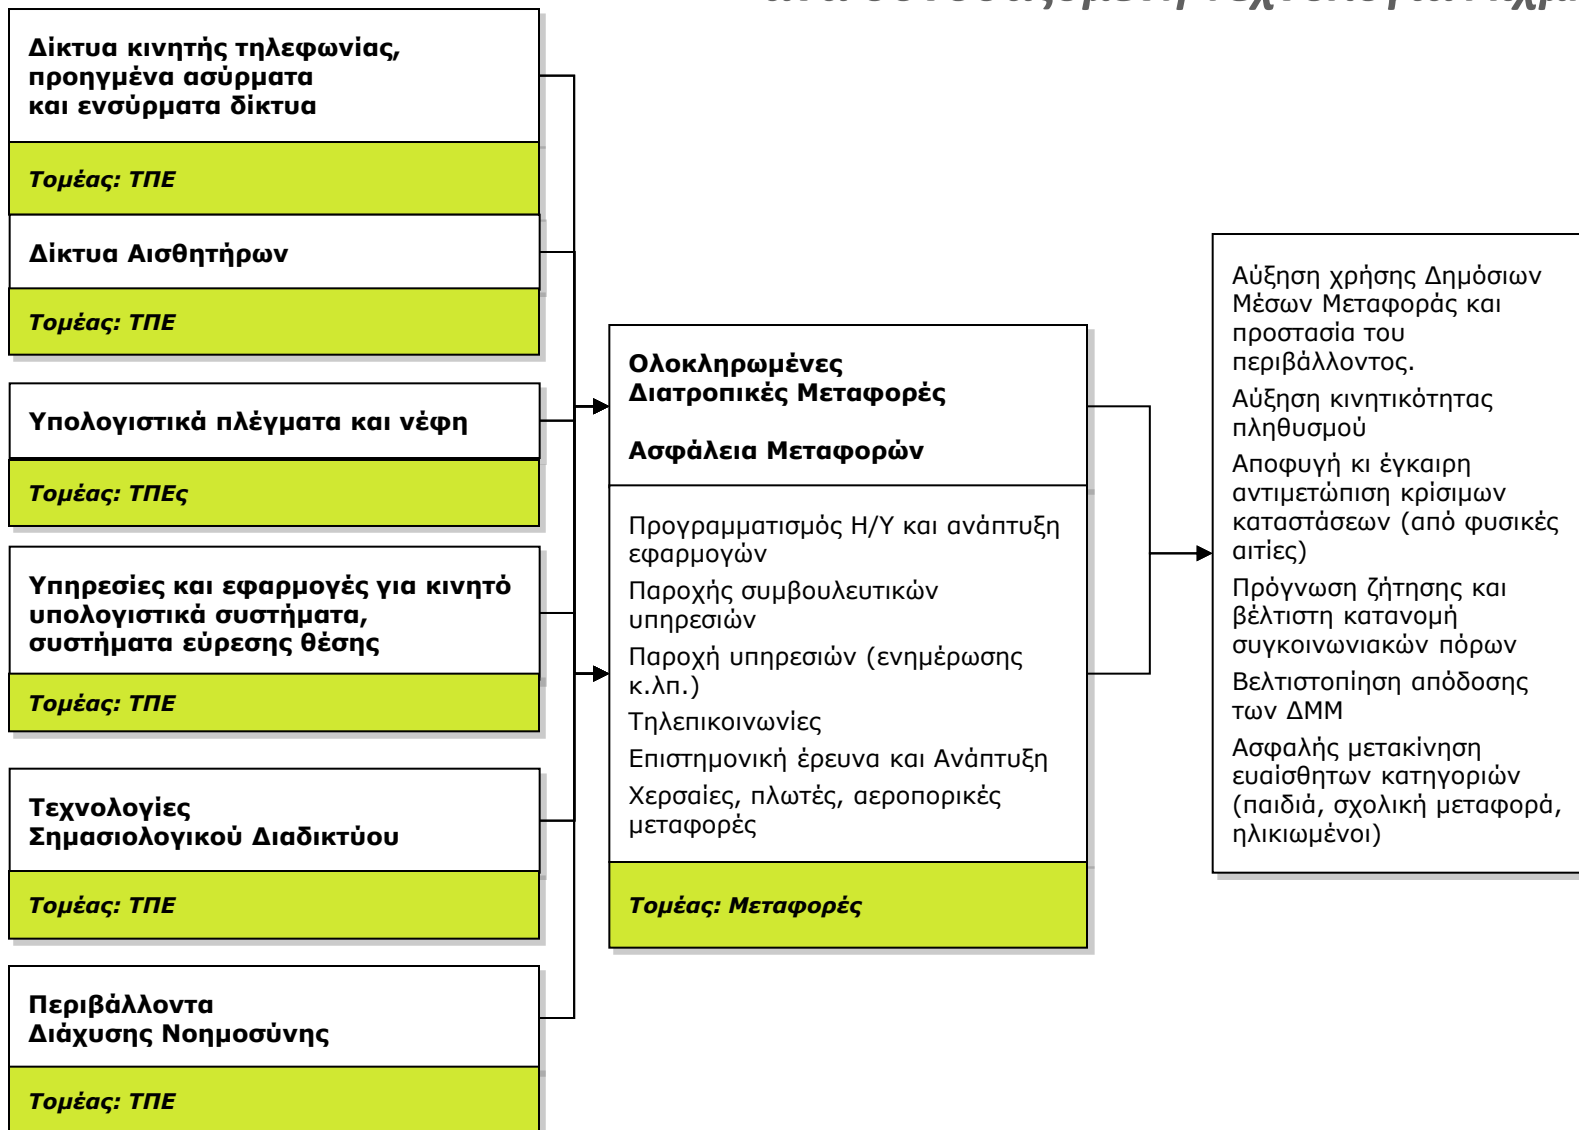 Δίκτυα κινητής τηλεφωνίας,
προηγμένα ασύρματα
και ενσύρματα δίκτυα
Τομέας: ΤΠΕ
Δίκτυα Αισθητήρων
Τομέας: ΤΠΕ
Υπολογιστικά πλέγματα και νέφη
Τομέας: ΤΠΕς
Υπηρεσίες και εφαρμογές για κινητό
υπολογιστικά συστήματα,
συστήματα εύρεσης θέσης
Τομέας: ΤΠΕ
Τεχνολογίες
Σημασιολογικού Διαδικτύου
Τομέας: ΤΠΕ
Περιβάλλοντα
Διάχυσης Νοημοσύνης
Τομέας: ΤΠΕ
Ολοκληρωμένες
Διατροπικές Μεταφορές
Ασφάλεια Μεταφορών
Προγραμματισμός Η/Υ και ανάπτυξη
εφαρμογών
Παροχής συμβουλευτικών
υπηρεσιών
Παροχή υπηρεσιών (ενημέρωσης
κ.λπ.)
Τηλεπικοινωνίες
Επιστημονική έρευνα και Ανάπτυξη
Χερσαίες, πλωτές, αεροπορικές
μεταφορές
Τομέας: Μεταφορές
Αύξηση χρήσης Δημόσιων
Μέσων Μεταφοράς και
προστασία του
περιβάλλοντος.
Αύξηση κινητικότητας
πληθυσμού
Αποφυγή κι έγκαιρη
αντιμετώπιση κρίσιμων
καταστάσεων (από φυσικές
αιτίες)
Πρόγνωση ζήτησης και
βέλτιστη κατανομή
συγκοινωνιακών πόρων
Βελτιστοπίηση απόδοσης
των ΔΜΜ
Ασφαλής μετακίνηση
ευαίσθητων κατηγοριών
(παιδιά, σχολική μεταφορά,
ηλικιωμένοι)